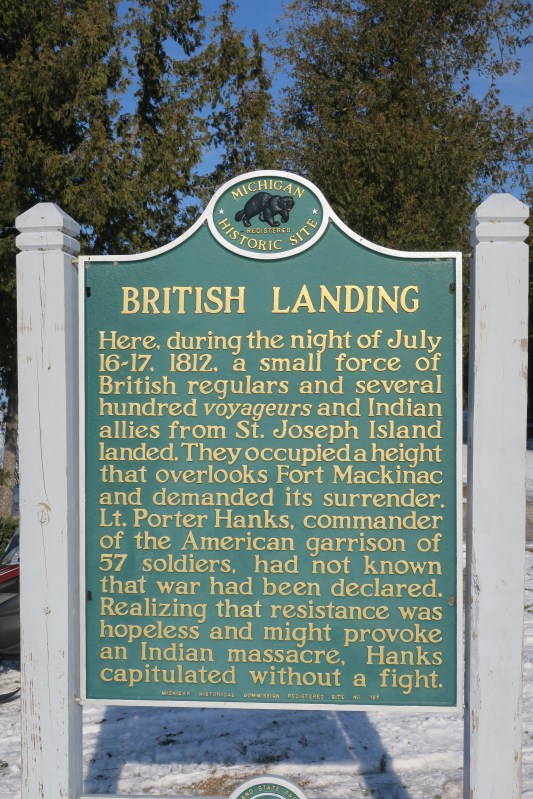 MICHIGAN
REGISTERED
HISTORIC SITE
BRITISH LANDING
Here, during the night of July
16-17, 1812, a small force of
British regulars and several
hundred voyageurs and Indian
allies from St. Joseph Island
landed. They occupied a height
that overlooks Fort Mackinac
and demanded its surrender.
Lt. Porter Hanks, commander
of the American garrison of
57 soldiers, had not known
that war had been declared.
Realizing that resistance was
hopeless and might provoke
an Indian massacre, Hanks
capitulated without a fight.
MICHIGAN HISTORICAL COMMISSION REGISTERED SITE NO.
STATE